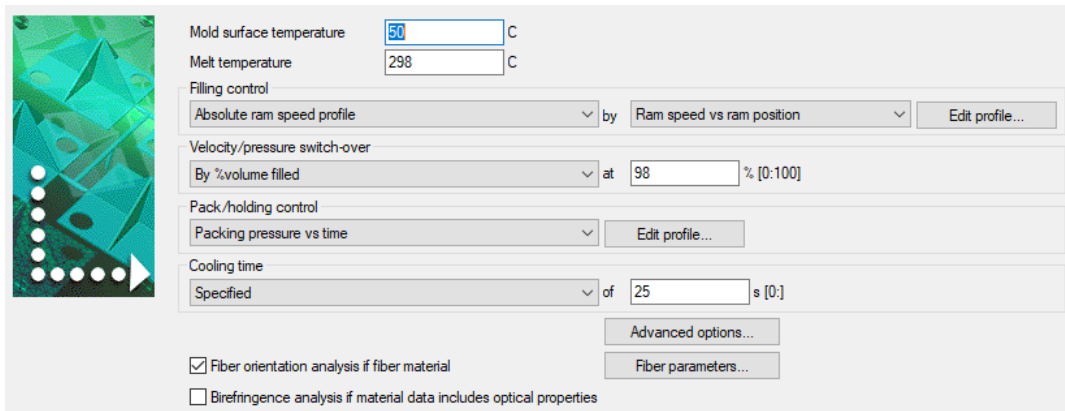 Mold surface temperature 50 C
Melt temperature 298 C
Filling control
Absolute ram speed profile by Ram speed vs ram position Edit profile...
Velocity/pressure switch-over
By %volume filled at 98 % [0:100]
Pack/holding control
Packing pressure vs time Edit profile...
Cooling time
Specified of 25 s [0:]
Advanced options...
Fiber orientation analysis if fiber material Fiber parameters...
Birefringence analysis if material data includes optical properties